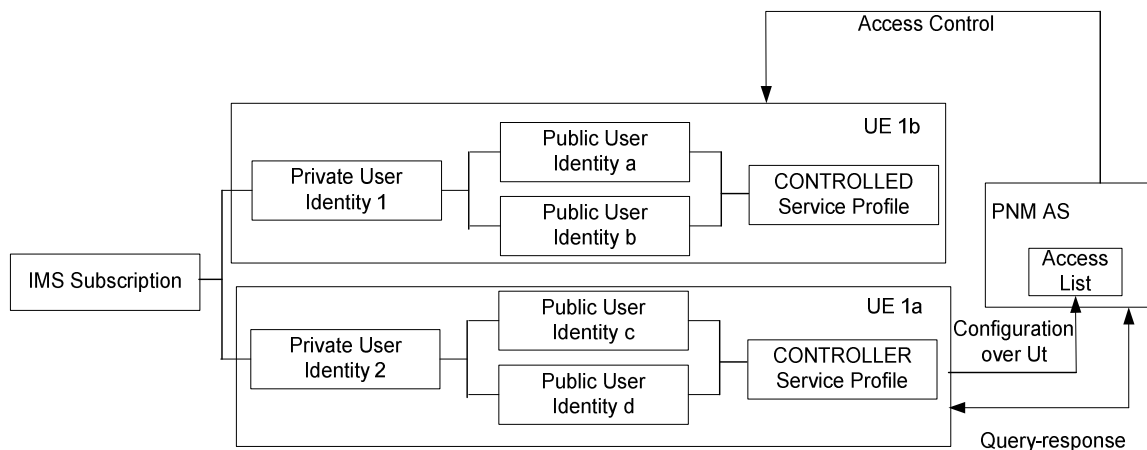 Access Control
UE 1b
Public User
Identity a
Private User
Identity 1
CONTROLLED
Service Profile
Public User
Identity b
PNM AS
Access
List
IMS Subscription
UE 1a
Public User
Identity c
Configuration
over Ut
Private User
Identity 2
CONTROLLER
Service Profile
Public User
Identity d
Query-response